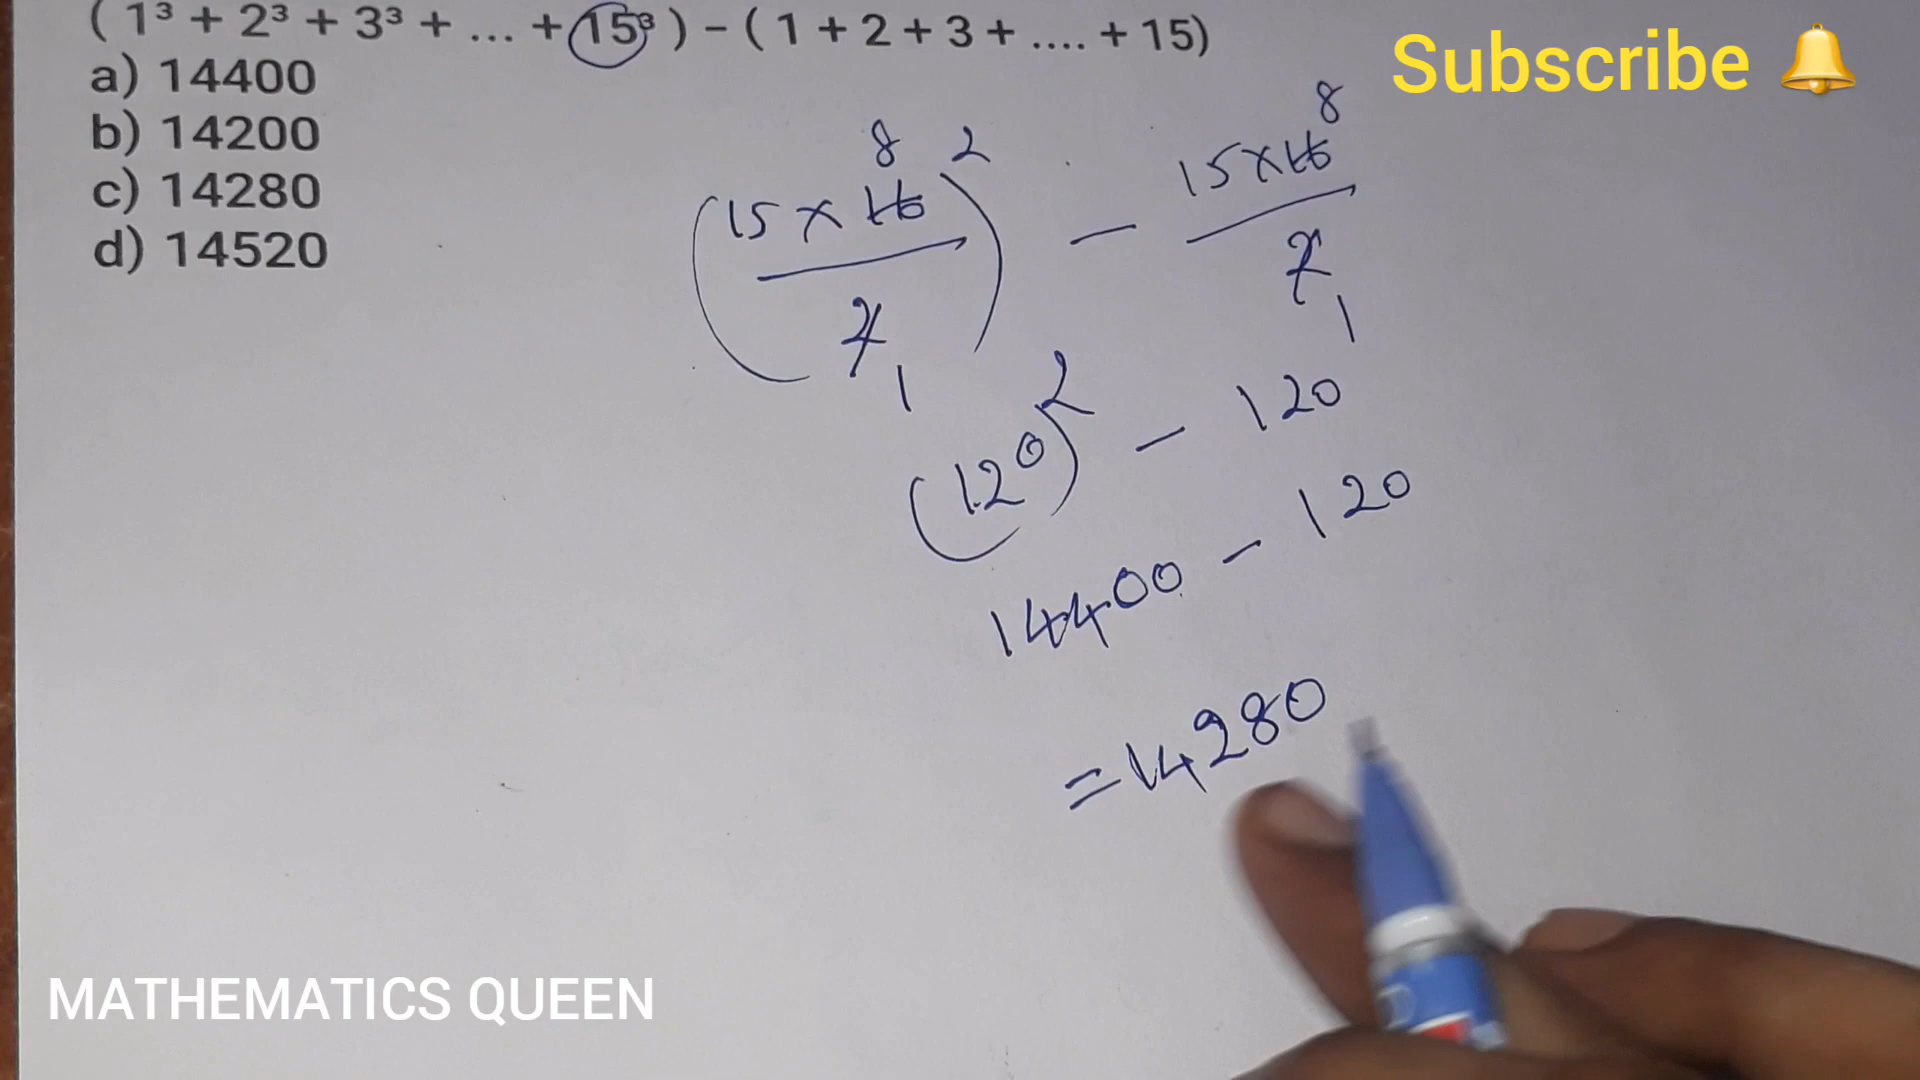 ( 1³ + 2³ + 3³ + ... + 15³ ) - ( 1 + 2 + 3 + .... + 15)
Subscribe 🔔
a) 14400
b) 14200
c) 14280
d) 14520
8 2 8
(15 × 16) - 15 × 16
2 2
1 1
(120)² - 120
14400 - 120
= 14280
MATHEMATICS QUEEN